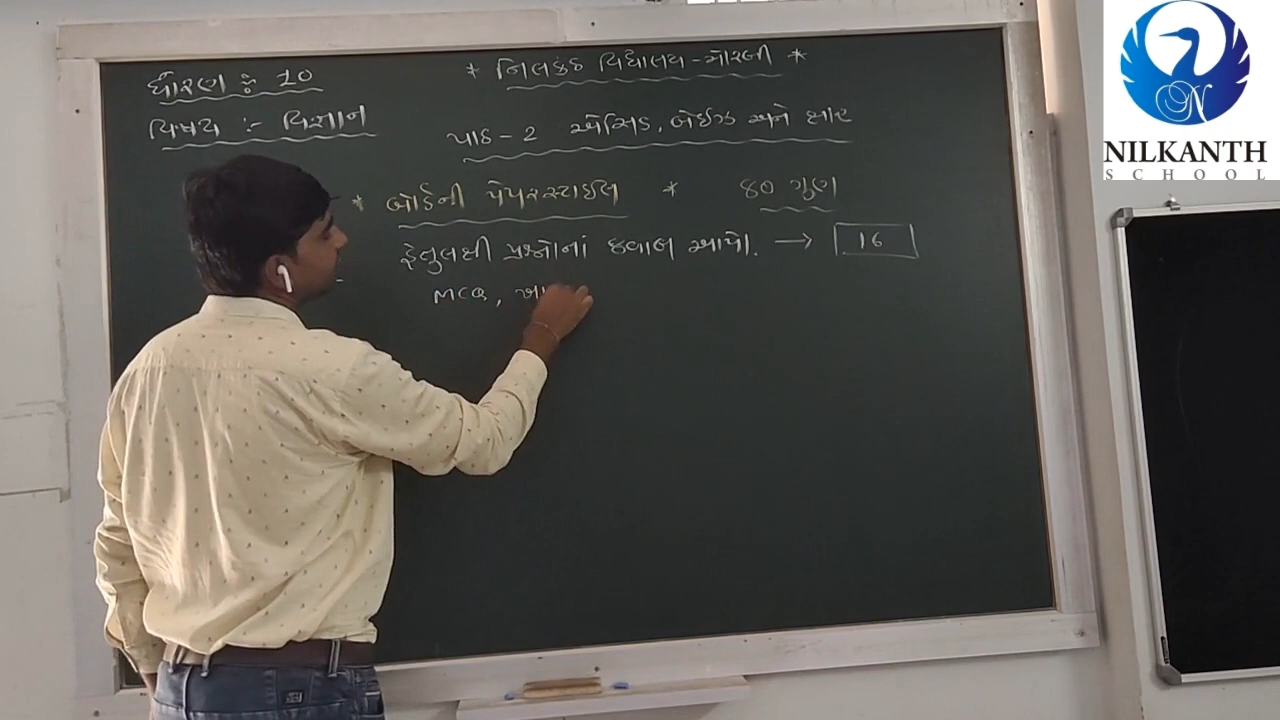 * નિલકંઠ વિદ્યાલય - મોરબી *
ધોરણ : 10
વિષય :- વિજ્ઞાન
પાઠ - 2 એસિડ, બેઇઝ અને ક્ષાર
* બોર્ડની પેપરસ્ટાઇલ * 80 ગુણ
હેતુલક્ષી પ્રશ્નોનાં જવાબ આપો. → 16
MCQ,
NILKANTH
SCHOOL